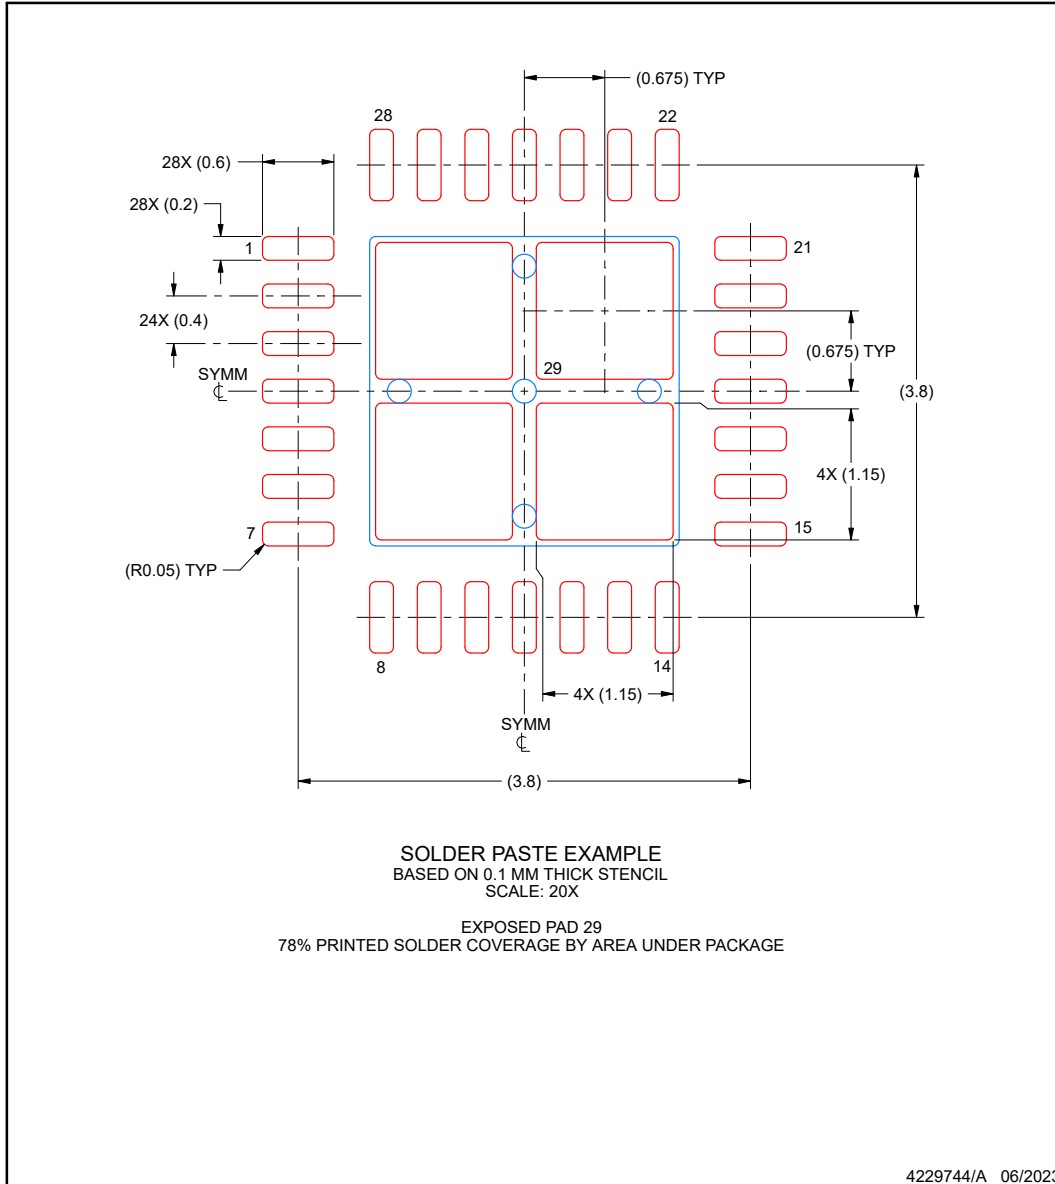 (0.675) TYP
28
22
28X (0.6)
28X (0.2)
1
21
24X (0.4)
(0.675) TYP
SYMM
℄
29
(3.8)
4X (1.15)
7
15
(R0.05) TYP
8
14
4X (1.15)
SYMM
℄
(3.8)
SOLDER PASTE EXAMPLE
BASED ON 0.1 MM THICK STENCIL
SCALE: 20X
EXPOSED PAD 29
78% PRINTED SOLDER COVERAGE BY AREA UNDER PACKAGE
4229744/A 06/2023